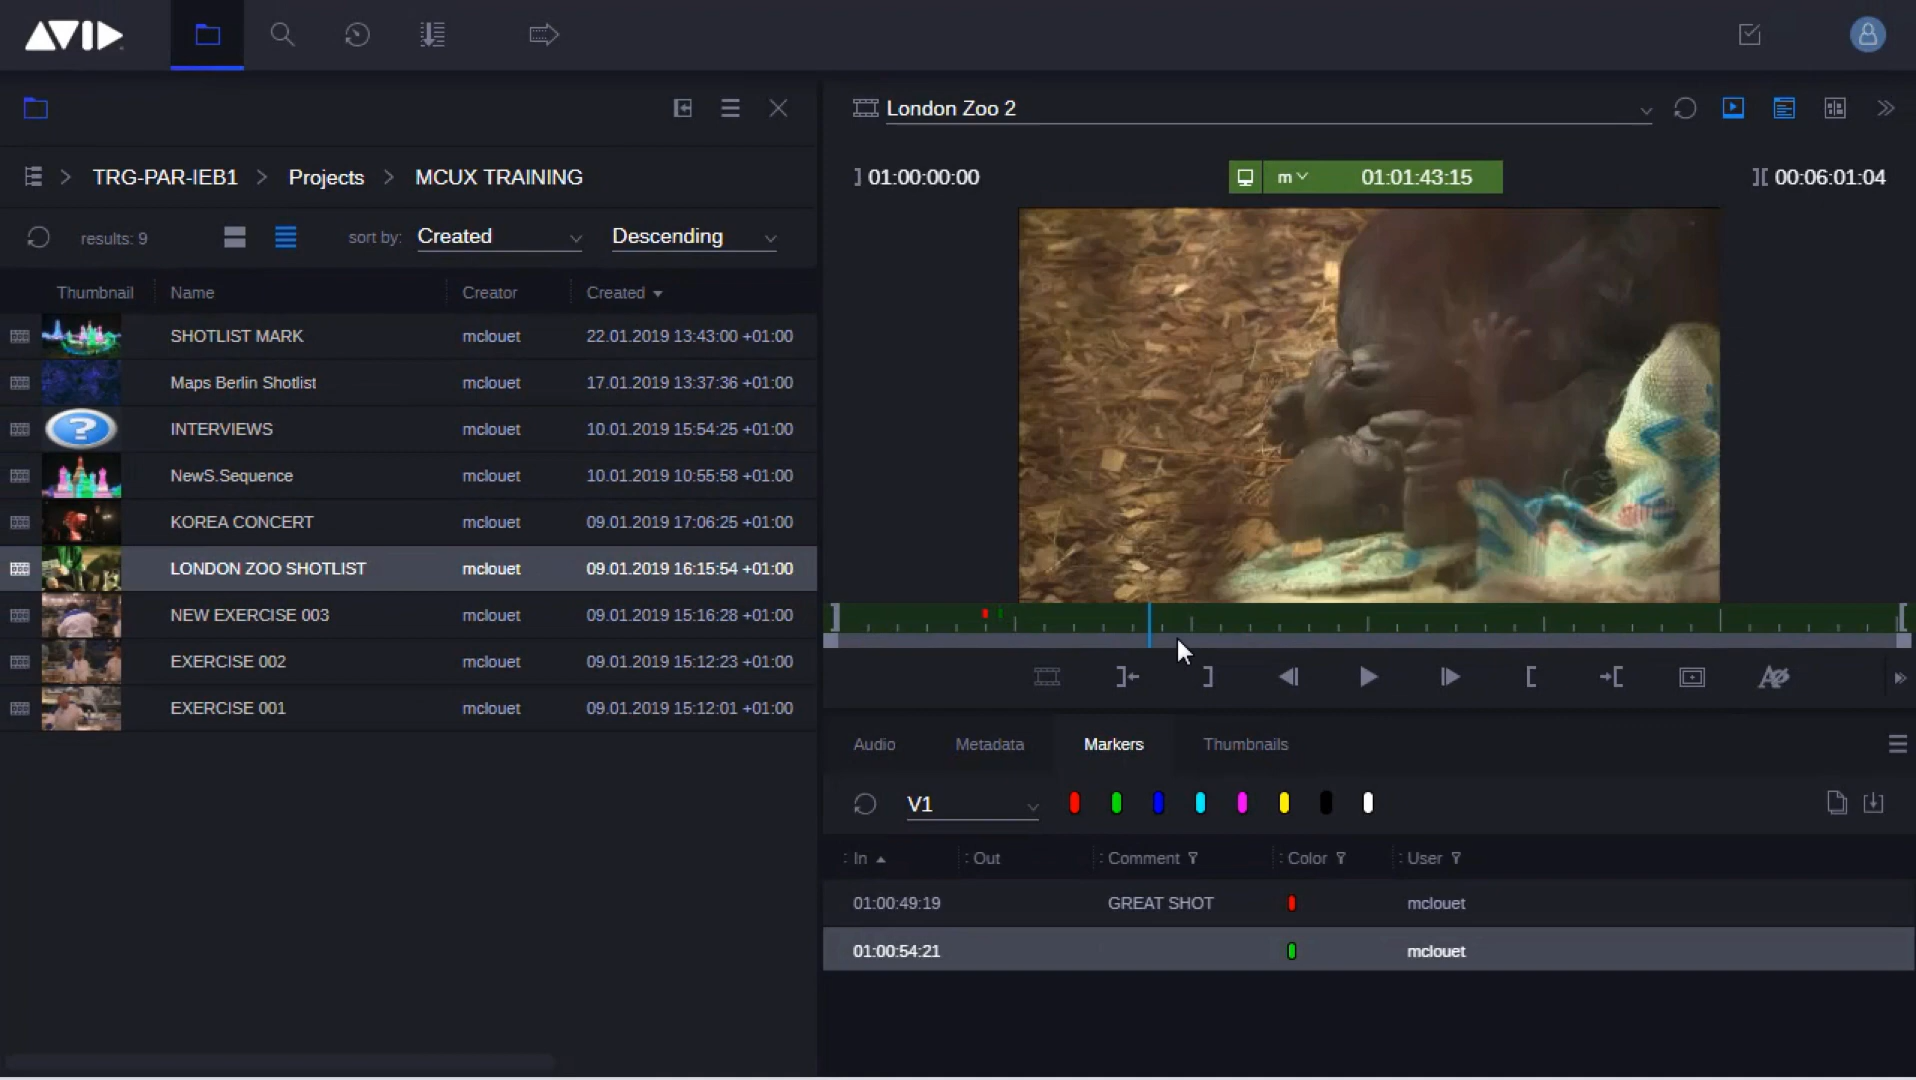 AVID
London Zoo 2
TRG-PAR-IEB1 > Projects > MCUX TRAINING
01:00:00:00
m
01:01:43:15
00:06:01:04
results: 9
sort by:
Created
Descending
Thumbnail Name Creator Created
SHOTLIST MARK mclouet 22.01.2019 13:43:00 +01:00
Maps Berlin Shotlist mclouet 17.01.2019 13:37:36 +01:00
INTERVIEWS mclouet 10.01.2019 15:54:25 +01:00
NewS.Sequence mclouet 10.01.2019 10:55:58 +01:00
KOREA CONCERT mclouet 09.01.2019 17:06:25 +01:00
LONDON ZOO SHOTLIST mclouet 09.01.2019 16:15:54 +01:00
NEW EXERCISE 003 mclouet 09.01.2019 15:16:28 +01:00
EXERCISE 002 mclouet 09.01.2019 15:12:23 +01:00
EXERCISE 001 mclouet 09.01.2019 15:12:01 +01:00
Audio Metadata Markers Thumbnails
V1
In Out Comment Color User
01:00:49:19 GREAT SHOT mclouet
01:00:54:21 mclouet